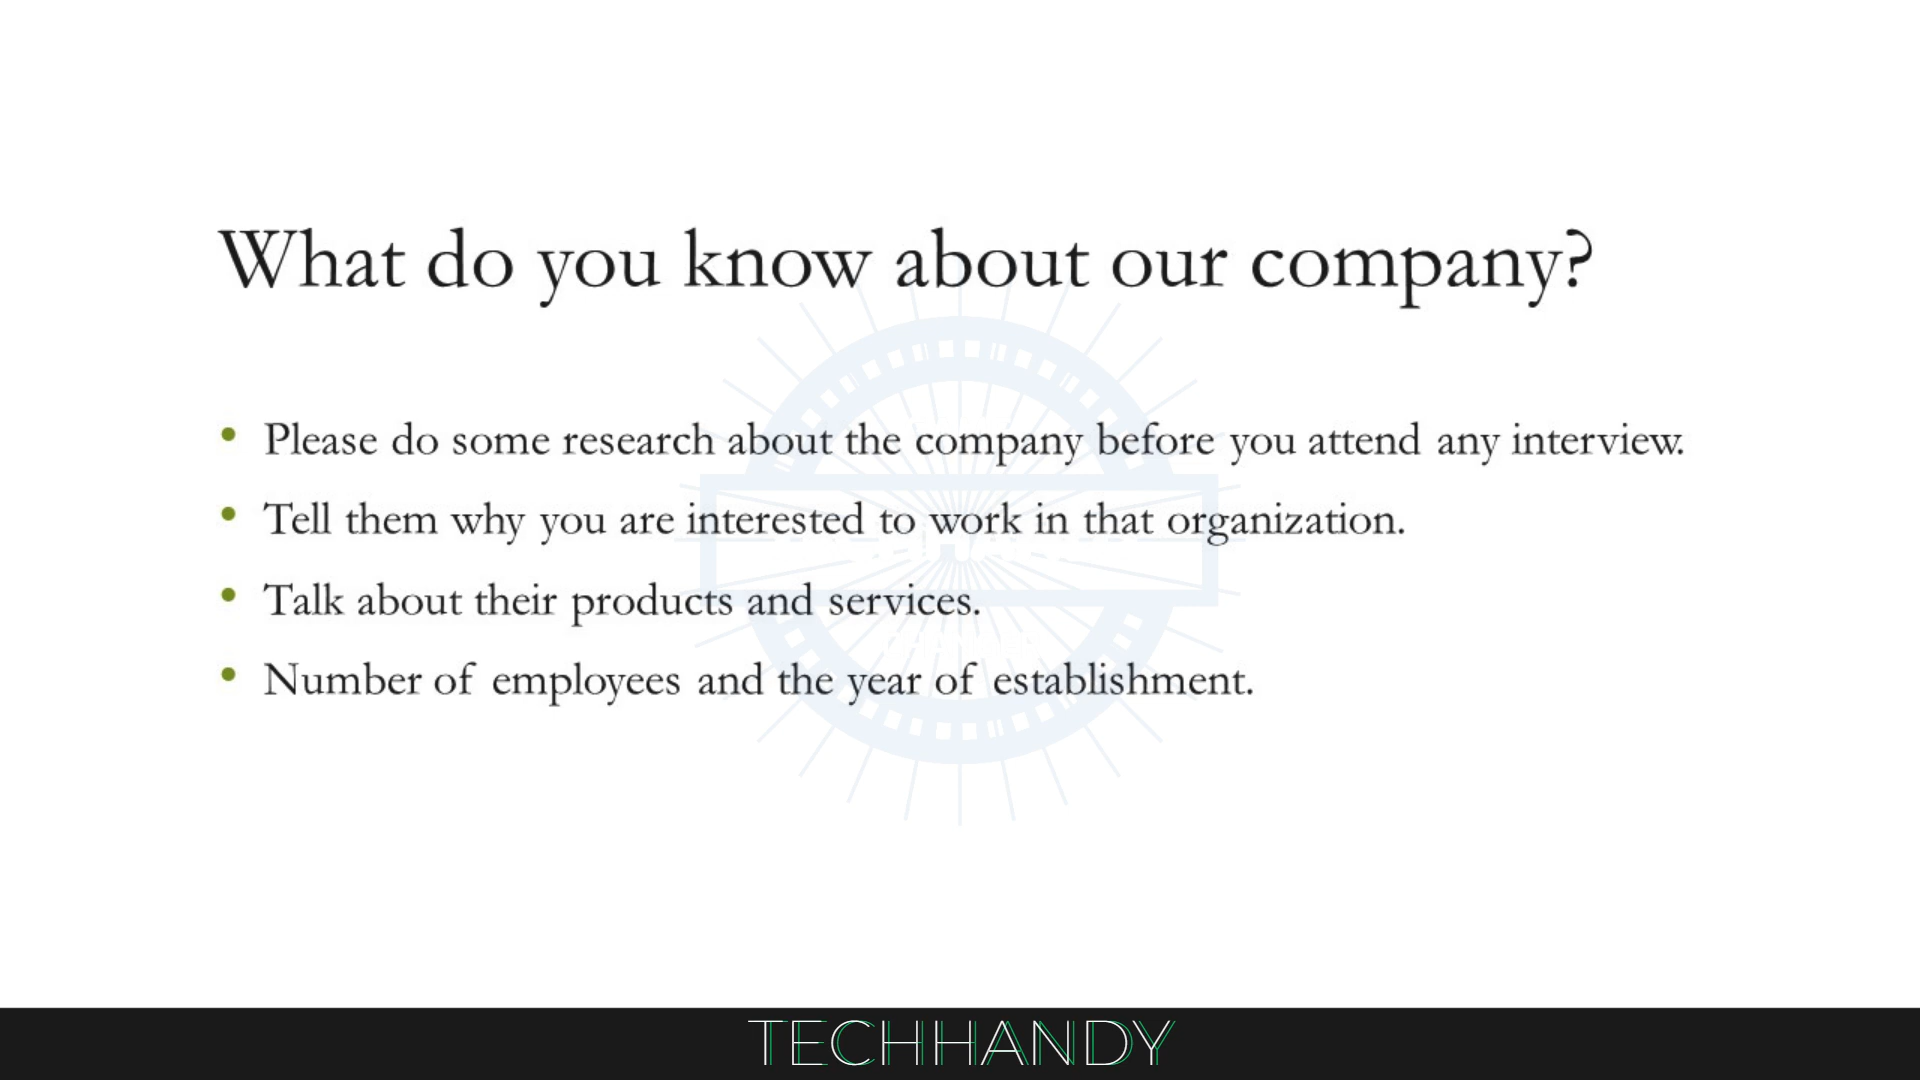 What do you know about our company?
Please do some research about the company before you attend any interview.
Tell them why you are interested to work in that organization.
Talk about their products and services.
Number of employees and the year of establishment.
TECHHANDY